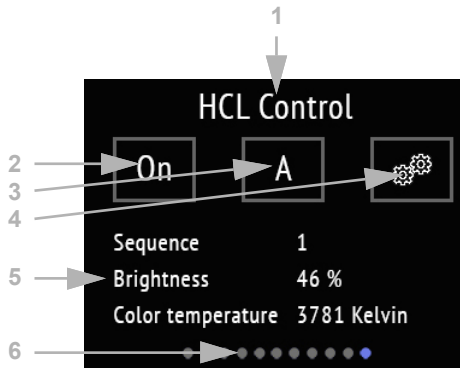 1
HCL Control
2
On
A
3
4
Sequence 1
5
Brightness 46 %
Color temperature 3781 Kelvin
6